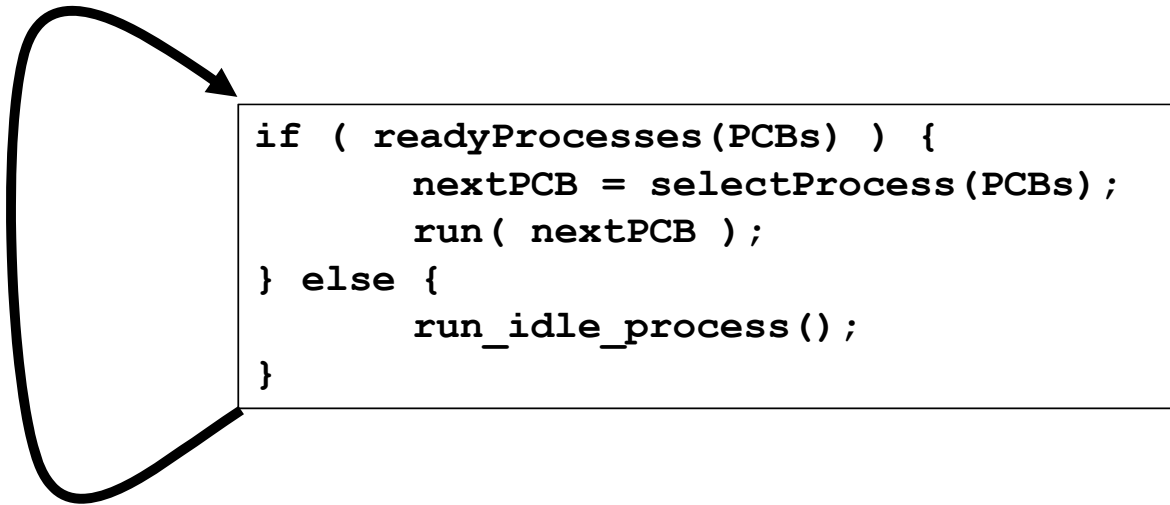 if ( readyProcesses(PCBs) ) {
nextPCB = selectProcess(PCBs);
run( nextPCB );
} else {
run_idle_process();
}